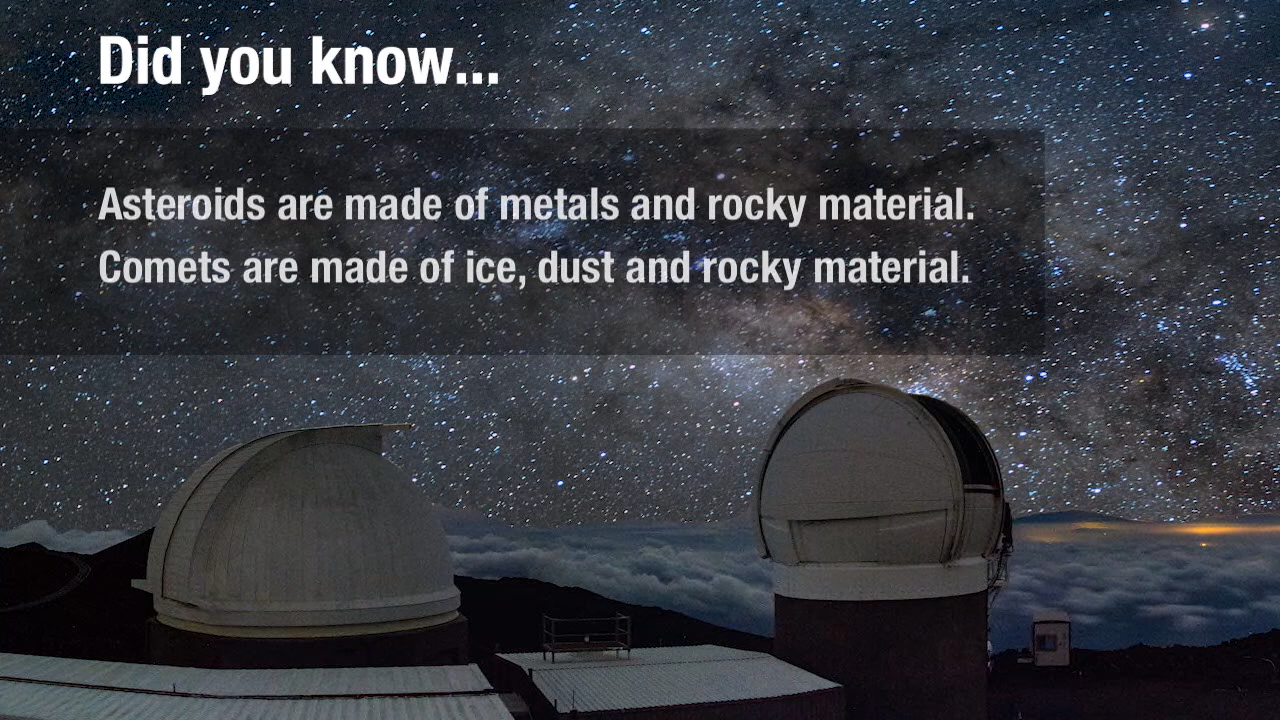 Did you know...
Asteroids are made of metals and rocky material.
Comets are made of ice, dust and rocky material.